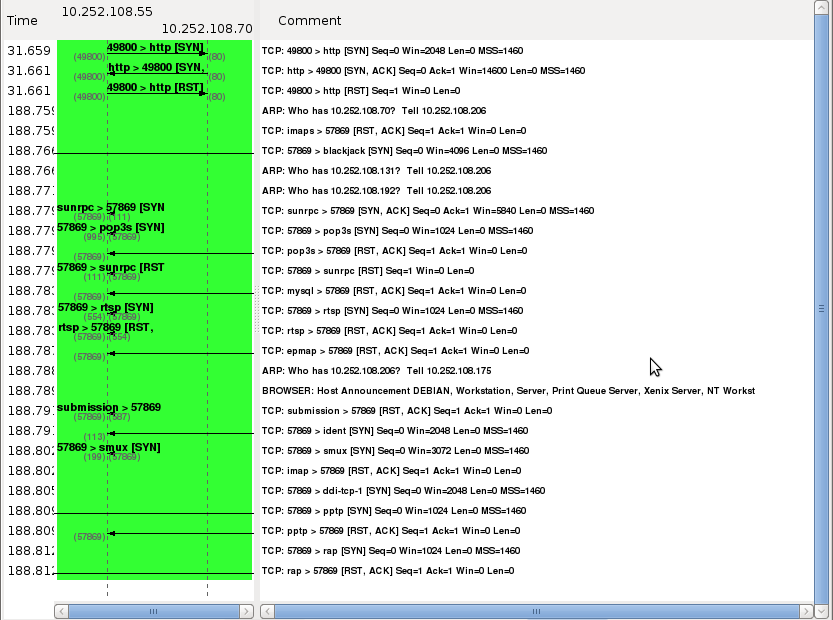 Time 10.252.108.55 10.252.108.70 Comment
31.659 49800 > http [SYN] (49800) (80) TCP: 49800 > http [SYN] Seq=0 Win=2048 Len=0 MSS=1460
31.661 http > 49800 [SYN, (49800) (80) TCP: http > 49800 [SYN, ACK] Seq=0 Ack=1 Win=14600 Len=0 MSS=1460
31.661 49800 > http [RST] (49800) (80) TCP: 49800 > http [RST] Seq=1 Win=0 Len=0
188.759 ARP: Who has 10.252.108.70? Tell 10.252.108.206
188.759 TCP: imaps > 57869 [RST, ACK] Seq=1 Ack=1 Win=0 Len=0
188.766 TCP: 57869 > blackjack [SYN] Seq=0 Win=4096 Len=0 MSS=1460
188.766 ARP: Who has 10.252.108.131? Tell 10.252.108.206
188.771 ARP: Who has 10.252.108.192? Tell 10.252.108.206
188.779 sunrpc > 57869 [SYN (57869) (111) TCP: sunrpc > 57869 [SYN, ACK] Seq=0 Ack=1 Win=5840 Len=0 MSS=1460
188.779 57869 > pop3s [SYN] (995) (57869) TCP: 57869 > pop3s [SYN] Seq=0 Win=1024 Len=0 MSS=1460
188.779 (57869) TCP: pop3s > 57869 [RST, ACK] Seq=1 Ack=1 Win=0 Len=0
188.779 57869 > sunrpc [RST (111) (57869) TCP: 57869 > sunrpc [RST] Seq=1 Win=0 Len=0
188.783 (57869) TCP: mysql > 57869 [RST, ACK] Seq=1 Ack=1 Win=0 Len=0
188.783 57869 > rtsp [SYN] (554) (57869) TCP: 57869 > rtsp [SYN] Seq=0 Win=1024 Len=0 MSS=1460
188.783 rtsp > 57869 [RST, (57869) (554) TCP: rtsp > 57869 [RST, ACK] Seq=1 Ack=1 Win=0 Len=0
188.787 (57869) TCP: epmap > 57869 [RST, ACK] Seq=1 Ack=1 Win=0 Len=0
188.788 ARP: Who has 10.252.108.206? Tell 10.252.108.175
188.789 BROWSER: Host Announcement DEBIAN, Workstation, Server, Print Queue Server, Xenix Server, NT Workst
188.791 submission > 57869 (57869) (587) TCP: submission > 57869 [RST, ACK] Seq=1 Ack=1 Win=0 Len=0
188.791 (113) TCP: 57869 > ident [SYN] Seq=0 Win=2048 Len=0 MSS=1460
188.802 57869 > smux [SYN] (199) (57869) TCP: 57869 > smux [SYN] Seq=0 Win=3072 Len=0 MSS=1460
188.802 TCP: imap > 57869 [RST, ACK] Seq=1 Ack=1 Win=0 Len=0
188.805 TCP: 57869 > ddi-tcp-1 [SYN] Seq=0 Win=2048 Len=0 MSS=1460
188.809 TCP: 57869 > pptp [SYN] Seq=0 Win=1024 Len=0 MSS=1460
188.809 (57869) TCP: pptp > 57869 [RST, ACK] Seq=1 Ack=1 Win=0 Len=0
188.812 TCP: 57869 > rap [SYN] Seq=0 Win=1024 Len=0 MSS=1460
188.812 TCP: rap > 57869 [RST, ACK] Seq=1 Ack=1 Win=0 Len=0